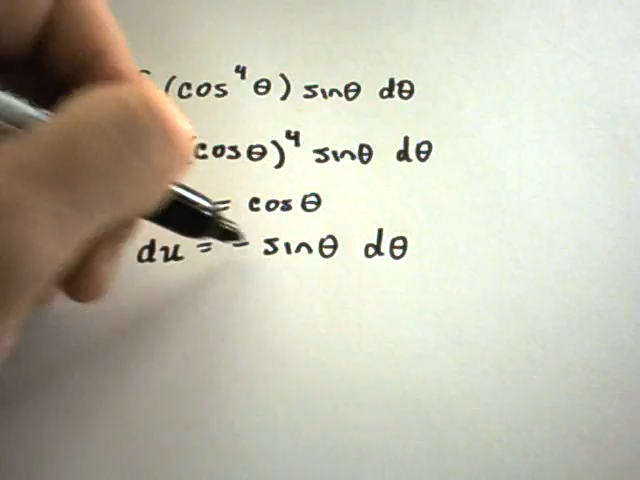 (cos⁴θ) sinθ dθ
cosθ)⁴ sinθ dθ
= cosθ
du = - sinθ dθ